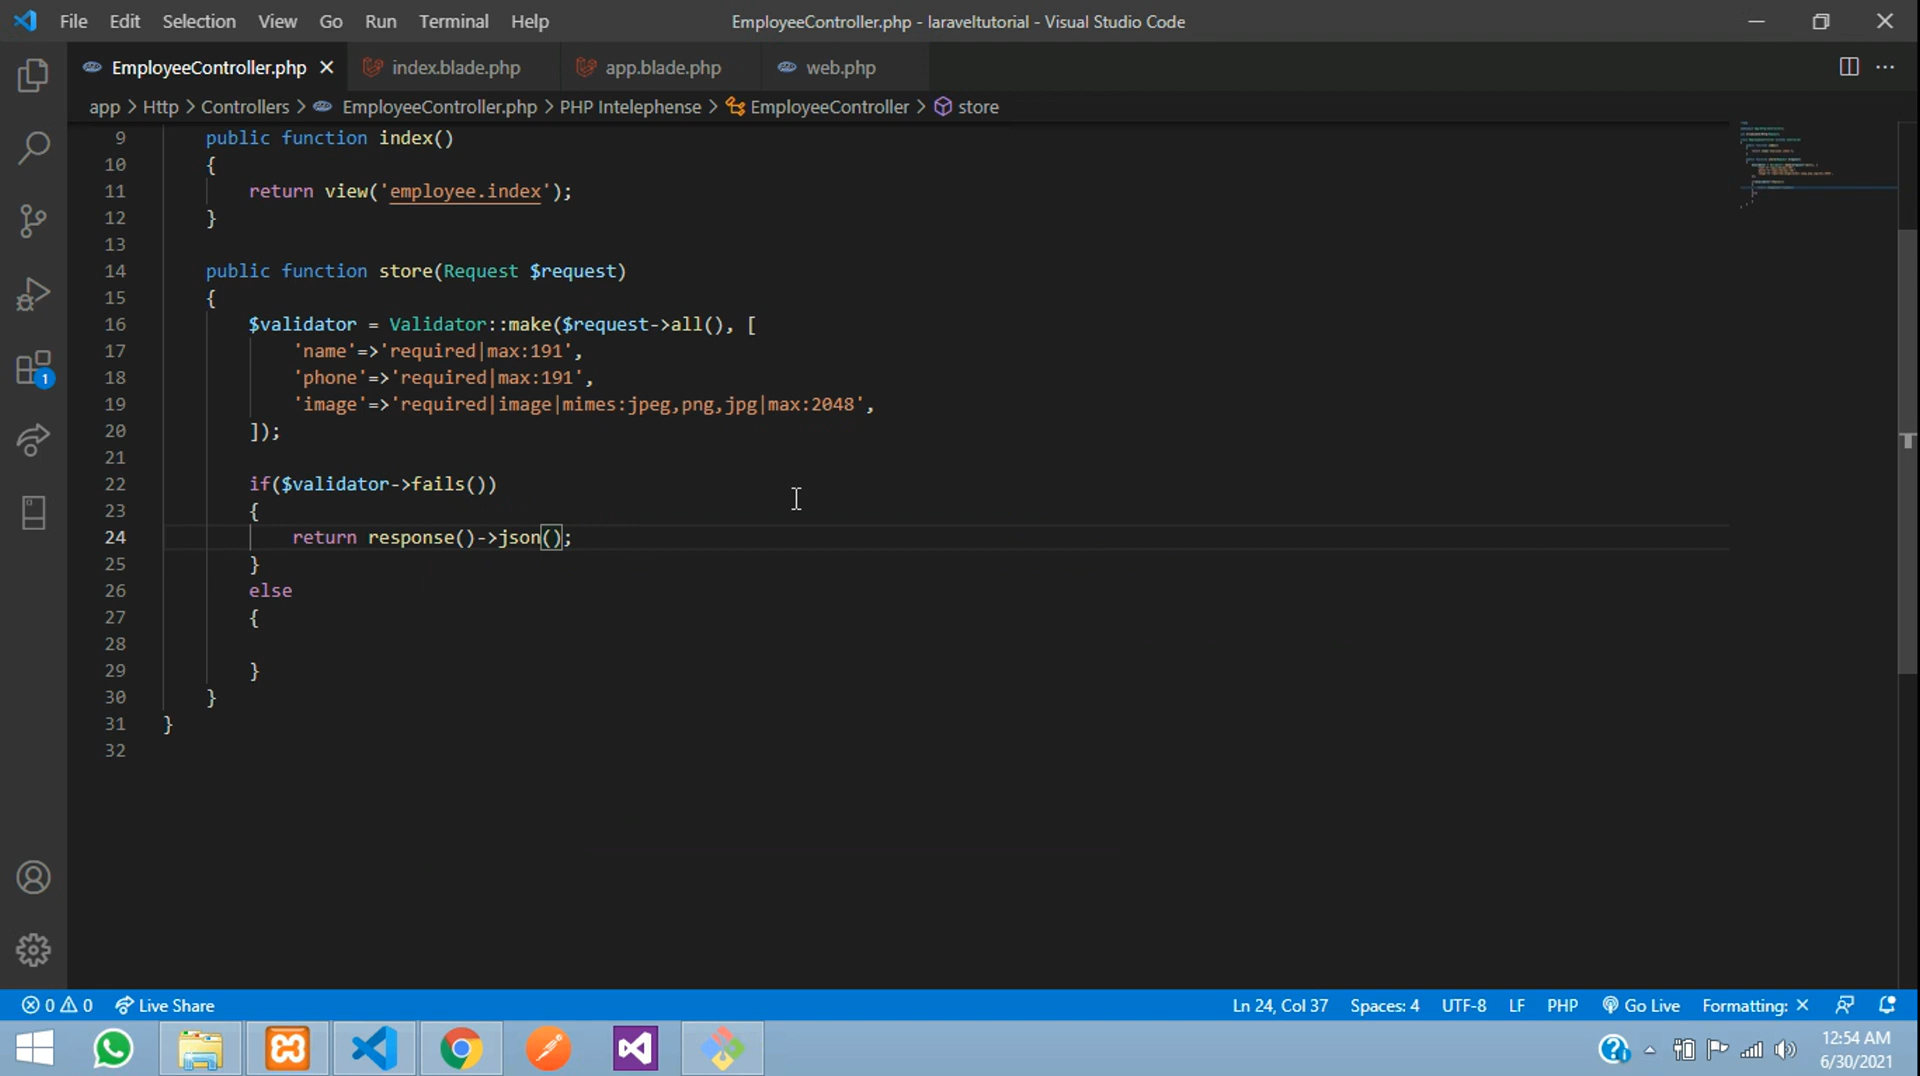 File Edit Selection View Go Run Terminal Help EmployeeController.php - laraveltutorial - Visual Studio Code
EmployeeController.php index.blade.php app.blade.php web.php
app > Http > Controllers > EmployeeController.php > PHP Intelephense > EmployeeController > store
9 public function index()
10 {
11 return view('employee.index');
12 }
13
14 public function store(Request $request)
15 {
16 $validator = Validator::make($request->all(), [
17 'name'=>'required|max:191',
18 'phone'=>'required|max:191',
19 'image'=>'required|image|mimes:jpeg,png,jpg|max:2048',
20 ]);
21
22 if($validator->fails())
23 {
24 return response()->json();
25 }
26 else
27 {
28
29 }
30 }
31 }
32
1
0 0 Live Share Ln 24, Col 37 Spaces: 4 UTF-8 LF PHP Go Live Formatting: ×
12:54 AM
6/30/2021